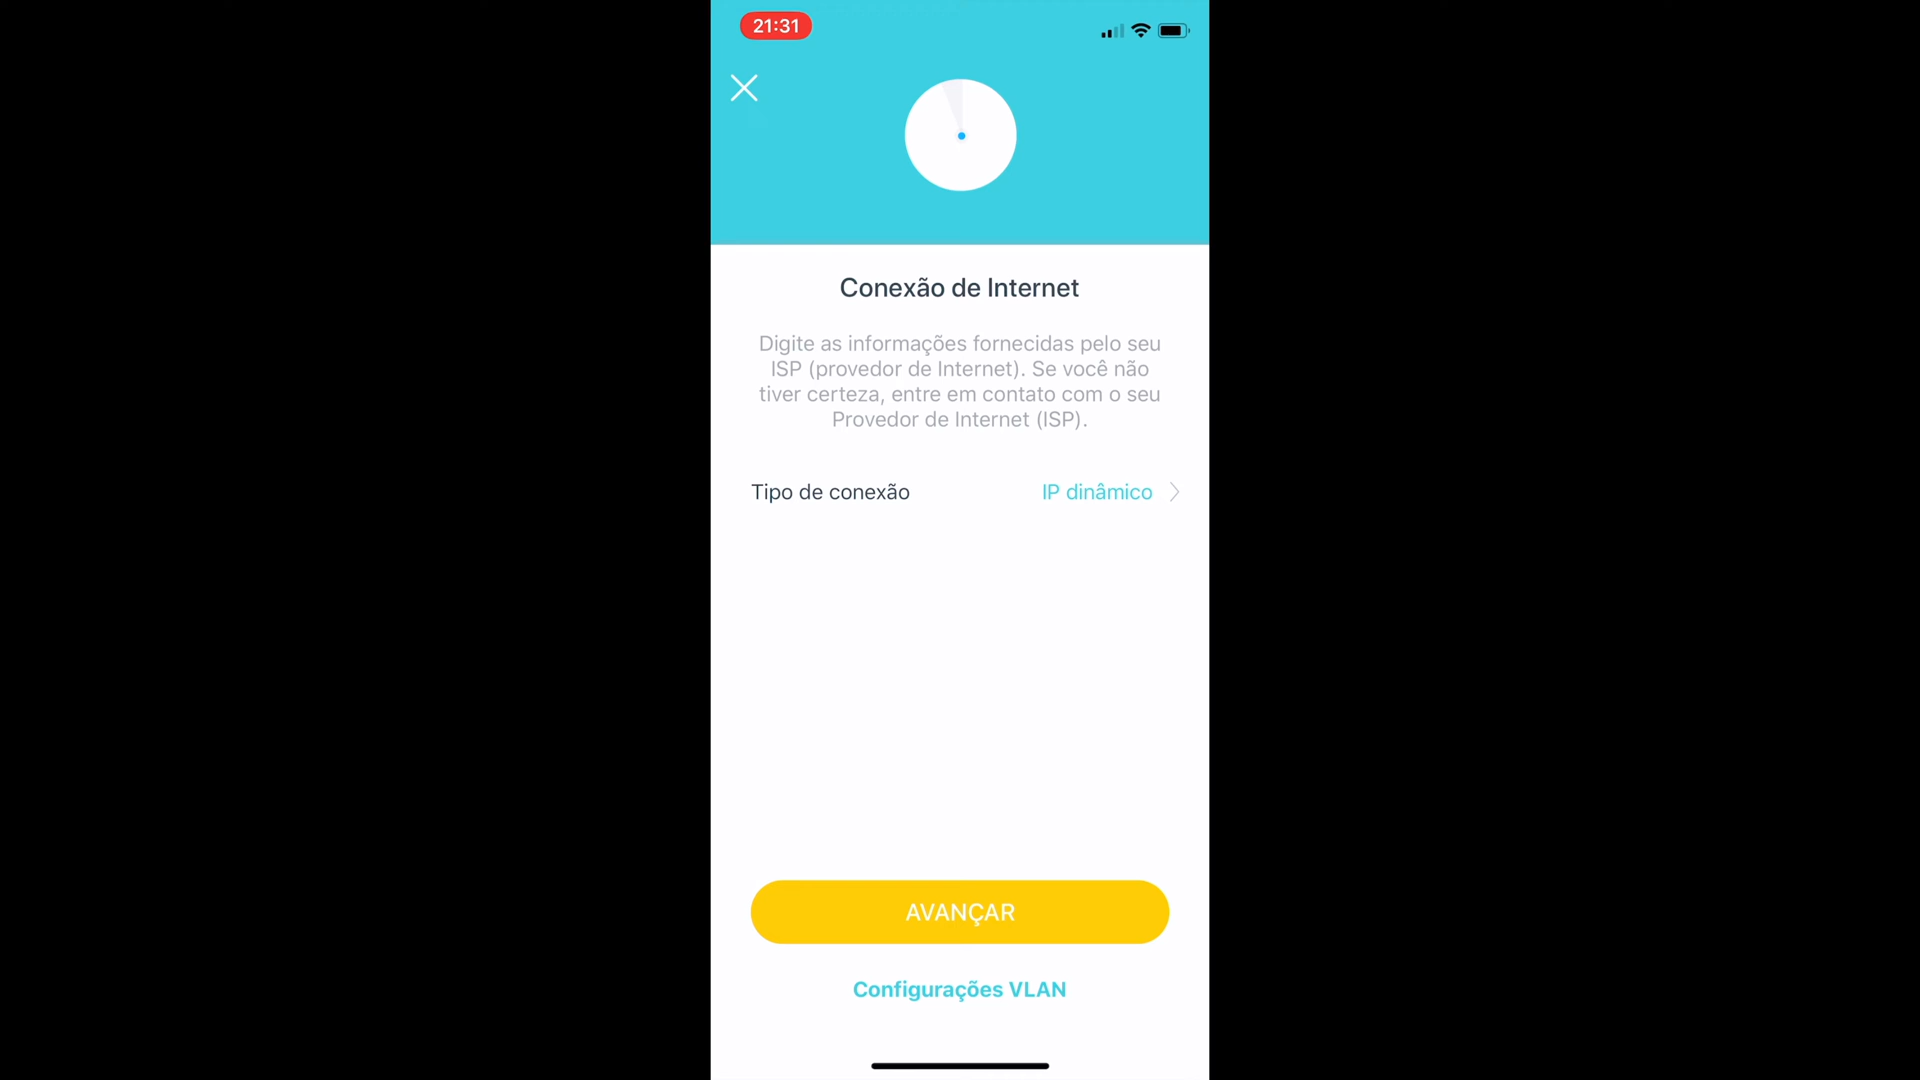 21:31
Conexão de Internet
Digite as informações fornecidas pelo seu
ISP (provedor de Internet). Se você não
tiver certeza, entre em contato com o seu
Provedor de Internet (ISP).
Tipo de conexão IP dinâmico
AVANÇAR
Configurações VLAN